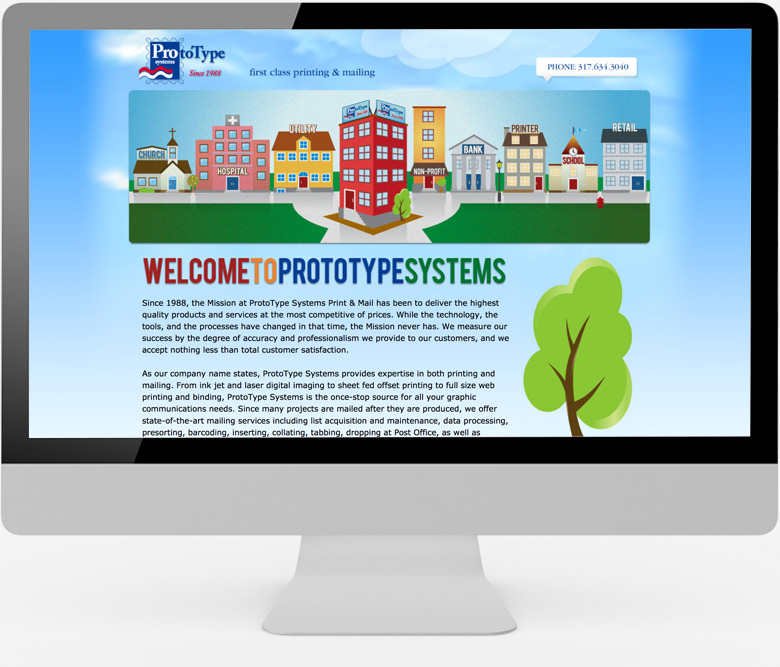 ProtoType
systems
Since 1988
first class printing & mailing
PHONE: 317.634.3040
CHURCH
HOSPITAL
UTILITY
ProtoType
ProtoType
NON-PROFIT
BANK
PRINTER
SCHOOL
RETAIL
WELCOMETOPROTOTYPESYSTEMS
Since 1988, the Mission at ProtoType Systems Print & Mail has been to deliver the highest
quality products and services at the most competitive of prices. While the technology, the
tools, and the processes have changed in that time, the Mission never has. We measure our
success by the degree of accuracy and professionalism we provide to our customers, and we
accept nothing less than total customer satisfaction.
As our company name states, ProtoType Systems provides expertise in both printing and
mailing. From ink jet and laser digital imaging to sheet fed offset printing to full size web
printing and binding, ProtoType Systems is the once-stop source for all your graphic
communications needs. Since many projects are mailed after they are produced, we offer
state-of-the-art mailing services including list acquisition and maintenance, data processing,
presorting, barcoding, inserting, collating, tabbing, dropping at Post Office, as well as